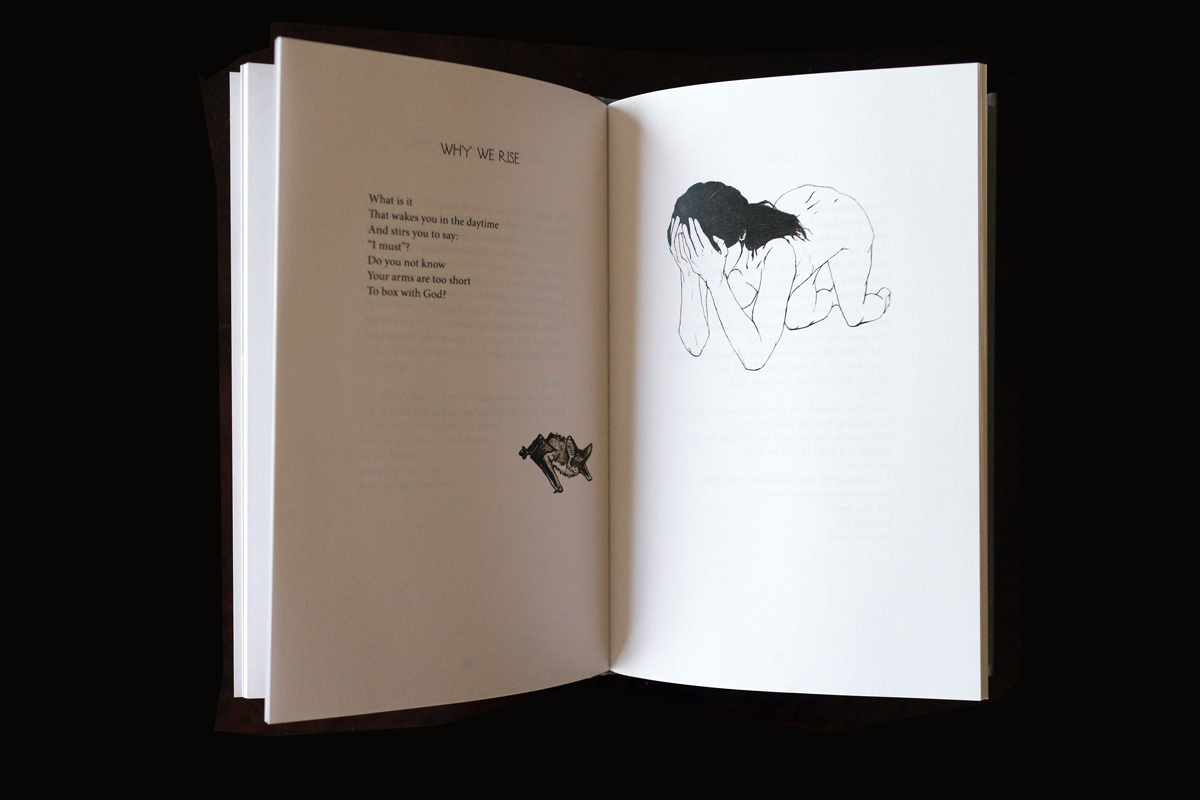 WHY WE RISE
What is it
That wakes you in the daytime
And stirs you to say:
"I must"?
Do you not know
Your arms are too short
To box with God?